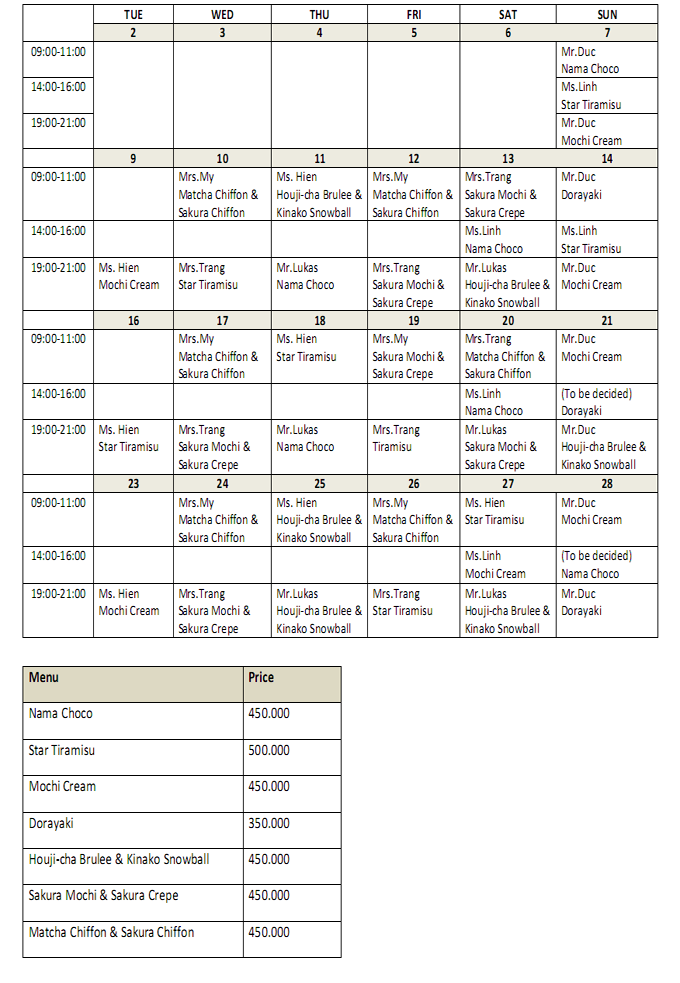 TUE WED THU FRI SAT SUN
2 3 4 5 6 7
09:00-11:00 Mr.Duc
Nama Choco
14:00-16:00 Ms.Linh
Star Tiramisu
19:00-21:00 Mr.Duc
Mochi Cream
9 10 11 12 13 14
09:00-11:00 Mrs.My Ms. Hien Mrs.My Mrs.Trang Mr.Duc
Matcha Chiffon & Houji-cha Brulee & Matcha Chiffon & Sakura Mochi & Dorayaki
Sakura Chiffon Kinako Snowball Sakura Chiffon Sakura Crepe
14:00-16:00 Ms.Linh Ms.Linh
Nama Choco Star Tiramisu
19:00-21:00 Ms. Hien Mrs.Trang Mr.Lukas Mrs.Trang Mr.Lukas Mr.Duc
Mochi Cream Star Tiramisu Nama Choco Sakura Mochi & Houji-cha Brulee & Mochi Cream
Sakura Crepe Kinako Snowball
16 17 18 19 20 21
09:00-11:00 Mrs.My Ms. Hien Mrs.My Mrs.Trang Mr.Duc
Matcha Chiffon & Star Tiramisu Sakura Mochi & Matcha Chiffon & Mochi Cream
Sakura Chiffon Sakura Crepe Sakura Chiffon
14:00-16:00 Ms.Linh (To be decided)
Nama Choco Dorayaki
19:00-21:00 Ms. Hien Mrs.Trang Mr.Lukas Mrs.Trang Mr.Lukas Mr.Duc
Star Tiramisu Sakura Mochi & Nama Choco Tiramisu Sakura Mochi & Houji-cha Brulee &
Sakura Crepe Sakura Crepe Kinako Snowball
23 24 25 26 27 28
09:00-11:00 Mrs.My Ms. Hien Mrs.My Ms. Hien Mr.Duc
Matcha Chiffon & Houji-cha Brulee & Matcha Chiffon & Star Tiramisu Mochi Cream
Sakura Chiffon Kinako Snowball Sakura Chiffon
14:00-16:00 Ms.Linh (To be decided)
Mochi Cream Nama Choco
19:00-21:00 Ms. Hien Mrs.Trang Mr.Lukas Mrs.Trang Mr.Lukas Mr.Duc
Mochi Cream Sakura Mochi & Houji-cha Brulee & Star Tiramisu Houji-cha Brulee & Dorayaki
Sakura Crepe Kinako Snowball Kinako Snowball
Menu Price
Nama Choco 450.000
Star Tiramisu 500.000
Mochi Cream 450.000
Dorayaki 350.000
Houji-cha Brulee & Kinako Snowball 450.000
Sakura Mochi & Sakura Crepe 450.000
Matcha Chiffon & Sakura Chiffon 450.000